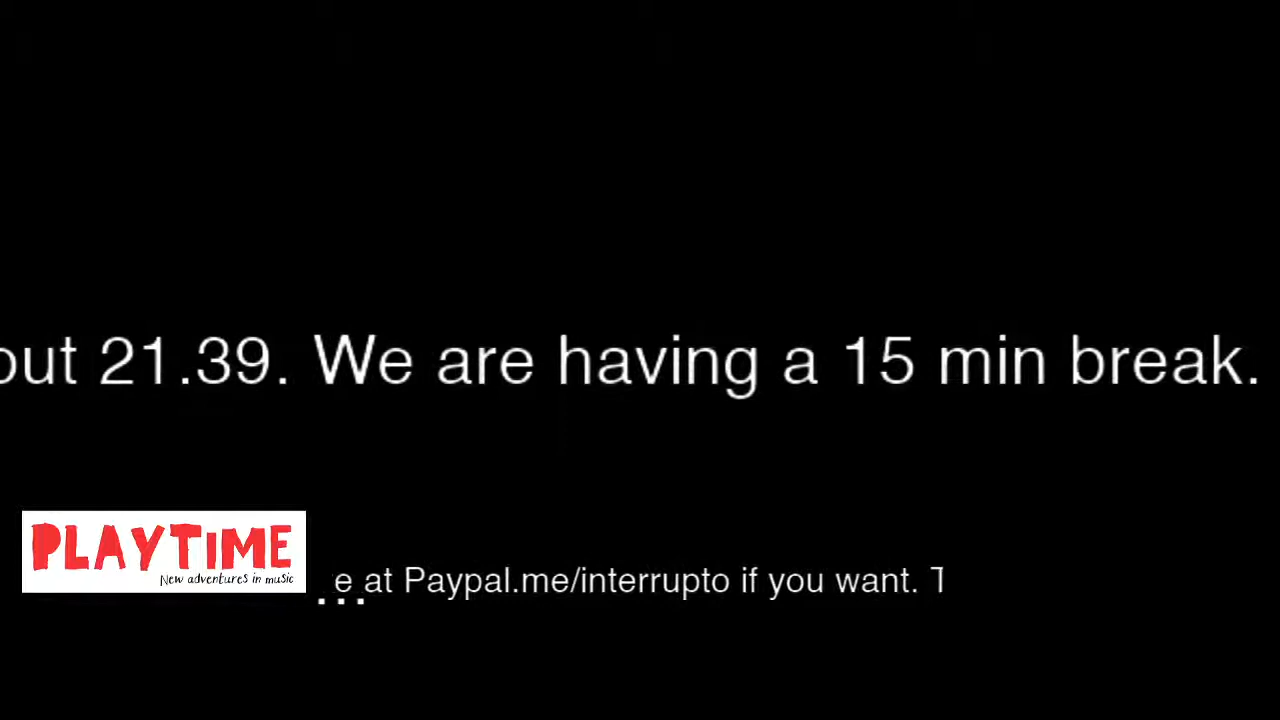 out 21.39. We are having a 15 min break.
PLAYTIME
New adventures in music
... e at Paypal.me/interrupto if you want. T